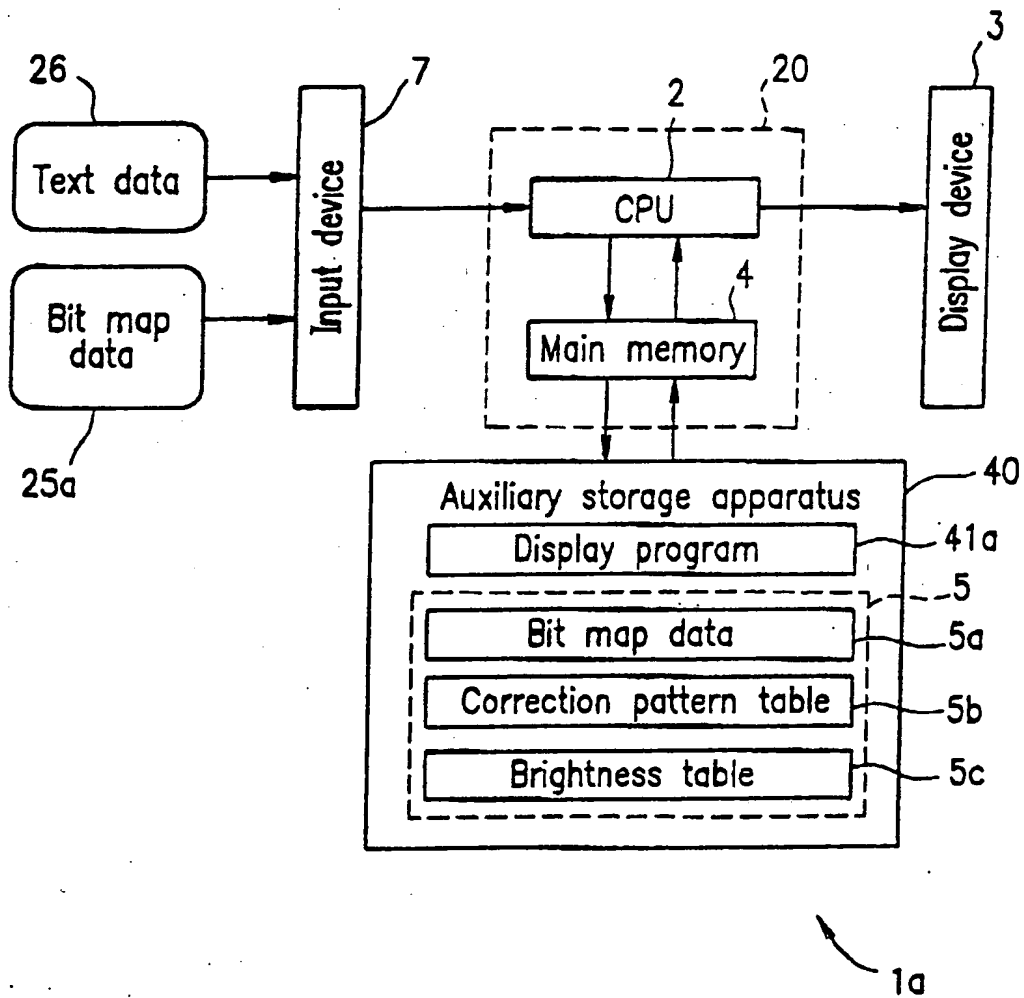 3
26
7
2
20
Text data
Input device
CPU
Display device
4
Bit map
data
Main memory
25a
40
Auxiliary storage apparatus
Display program
41a
5
Bit map data
5a
Correction pattern table
5b
Brightness table
5c
1a